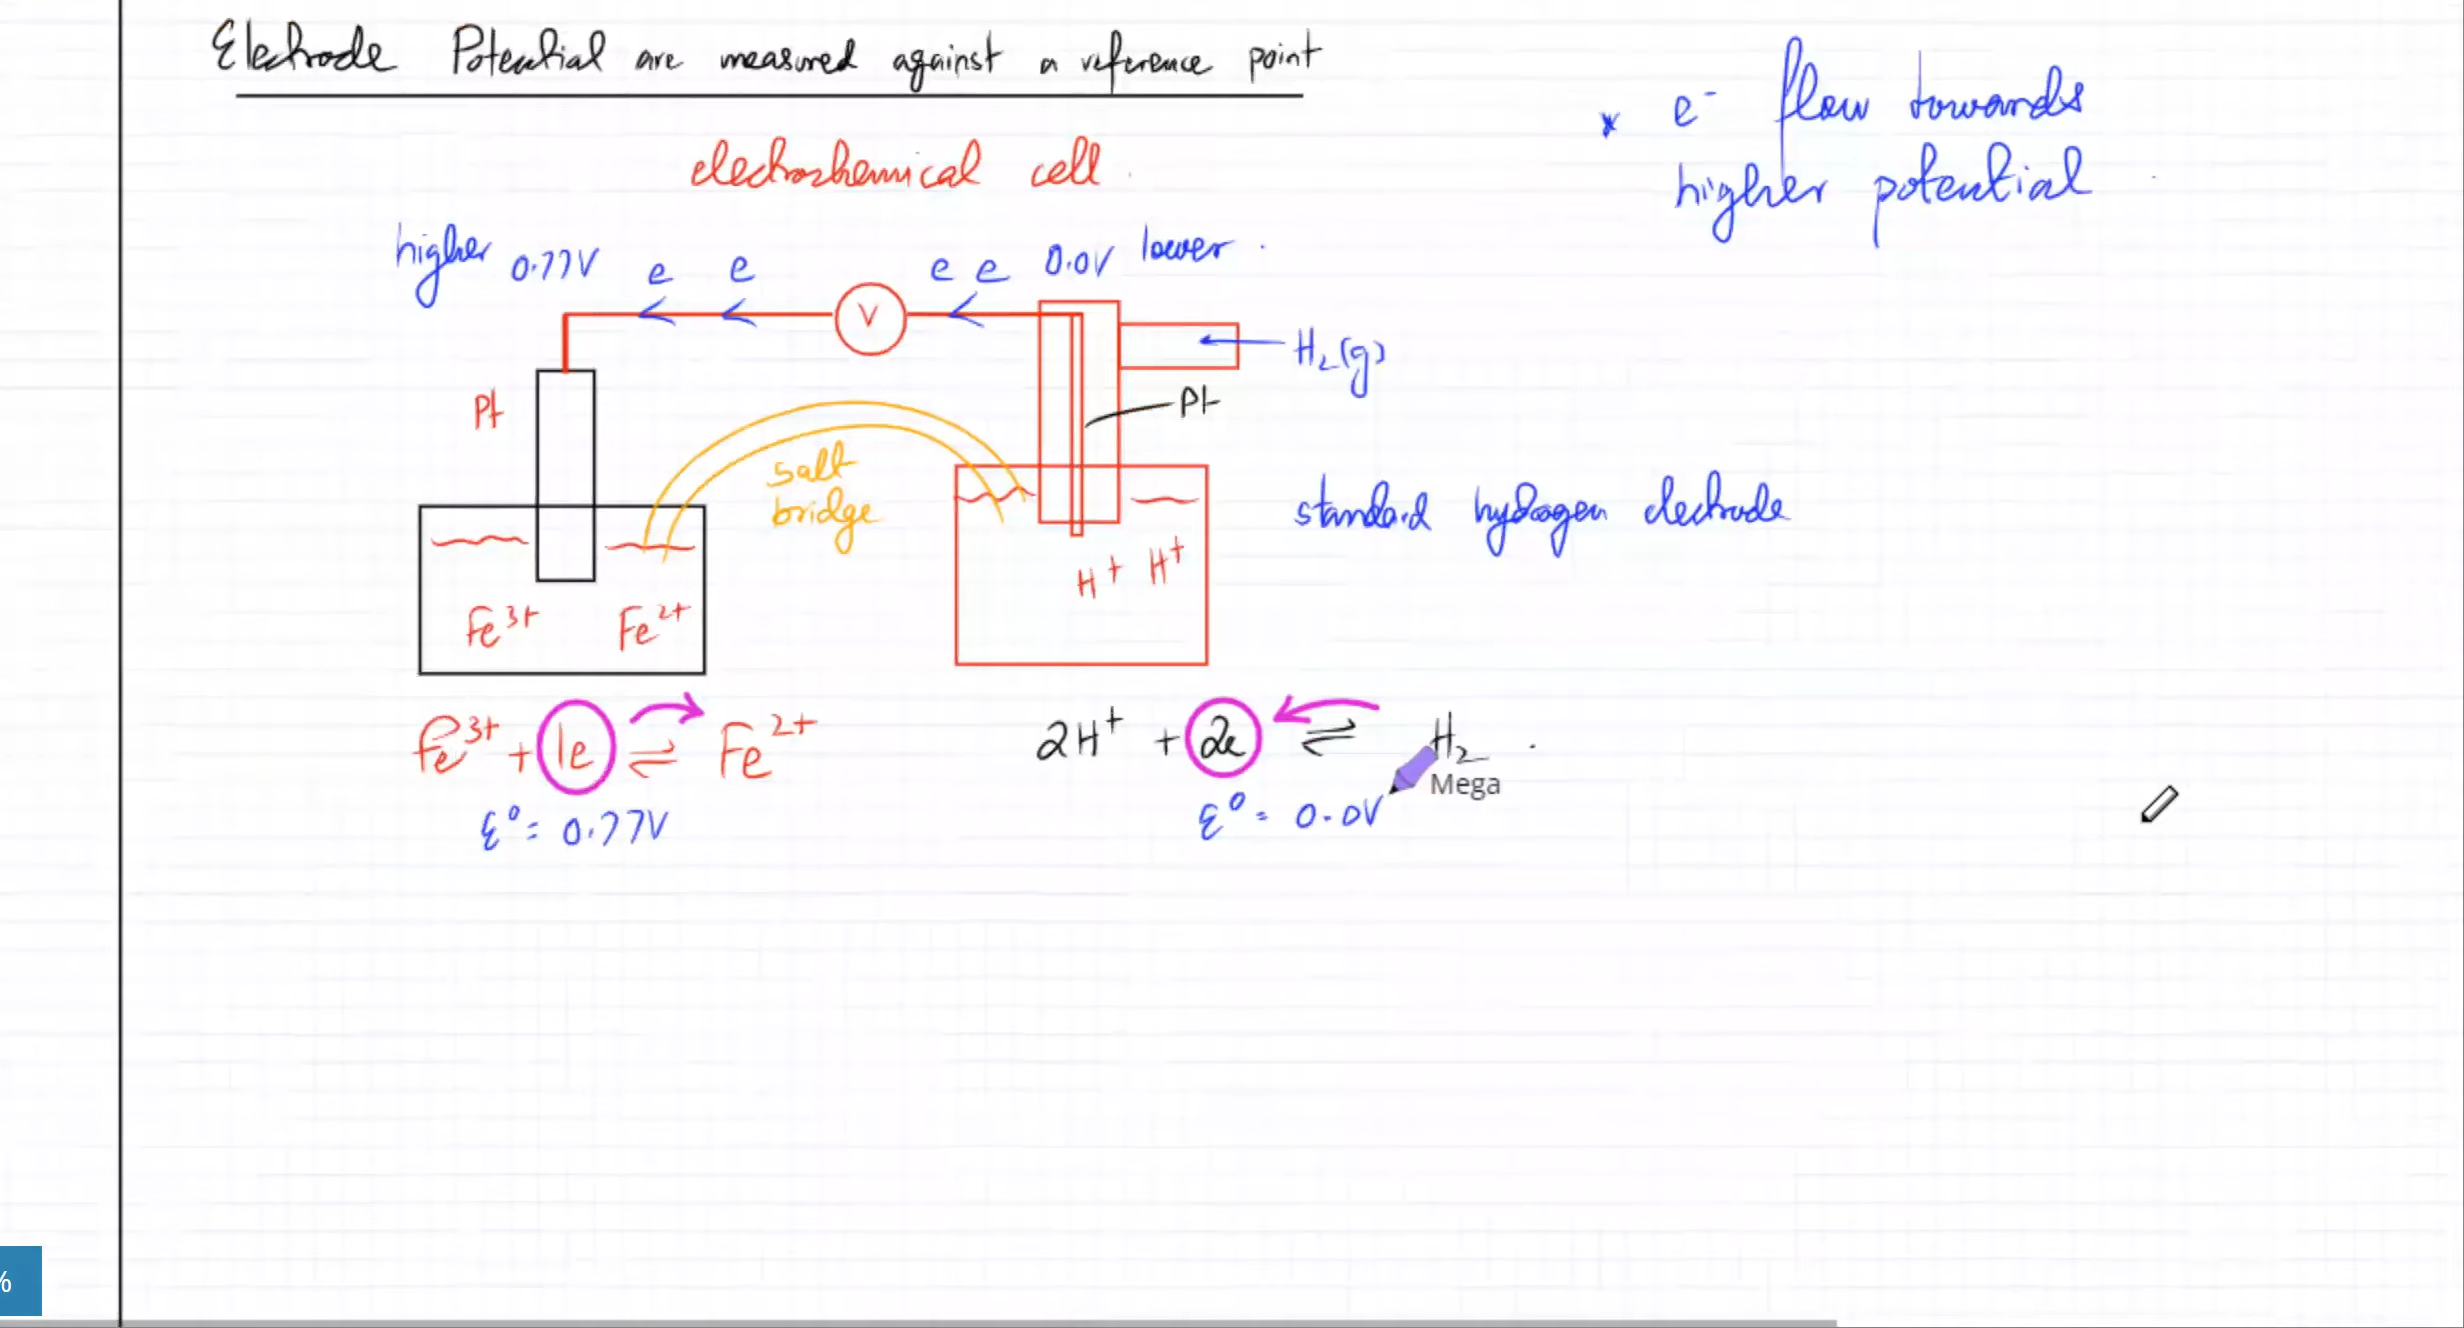 Electrode Potential are measured against a reference point
* e⁻ flow towards
higher potential
electrochemical cell.
higher 0.77V e e e e 0.0V lower.
V
H₂(g)
Pt
Pt
salt
bridge
standard hydrogen electrode
H⁺ H⁺
Fe³⁺ Fe²⁺
Fe³⁺ + 1e ⇌ Fe²⁺
2H⁺ + 2e ⇌ H₂.
Mega
ε⁰ = 0.77V
ε⁰ = 0.0V
%